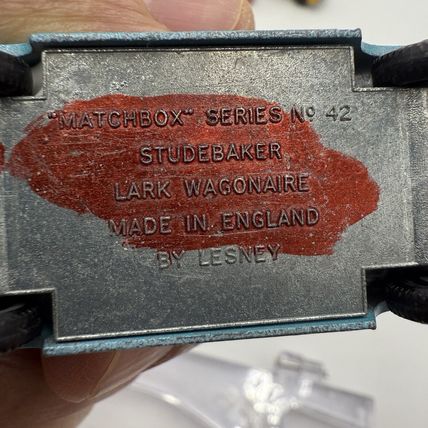 "MATCHBOX" SERIES Nº 42
STUDEBAKER
LARK WAGONAIRE
MADE IN ENGLAND
BY LESNEY